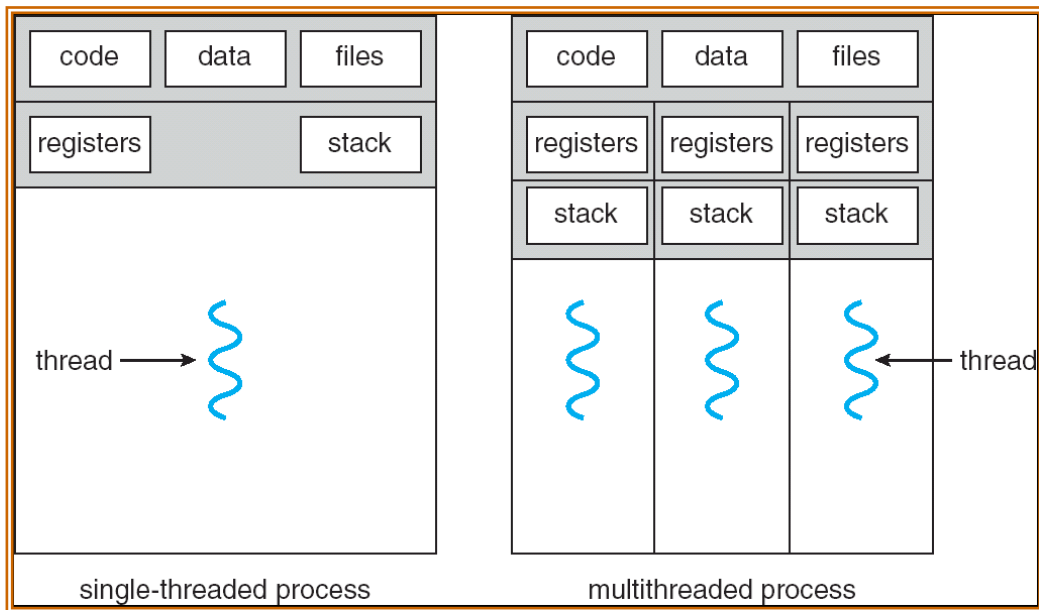 code data files
registers stack
thread
single-threaded process
code data files
registers registers registers
stack stack stack
thread
multithreaded process